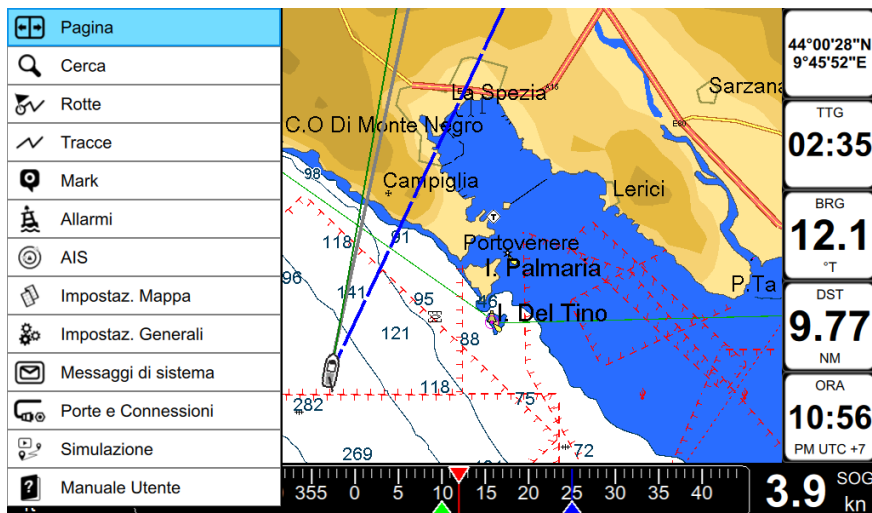 Pagina
Cerca
Rotte
Tracce
Mark
Allarmi
AIS
Impostaz. Mappa
Impostaz. Generali
Messaggi di sistema
Porte e Connessioni
Simulazione
Manuale Utente
La Spezia
A15
Sarzana
C.O Di Monte Negro
E80
98
Campiglia
Lerici
118
91
T
Portovenere
I. Palmaria
96
141
P.Ta
95
46
I. Del Tino
121
88
118
75
282
269
72
44°00'28"N
9°45'52"E
TTG
02:35
BRG
12.1
°T
DST
9.77
NM
ORA
10:56
PM UTC +7
355 0 5 10 15 20 25 30 35 40
3.9
SOG
kn